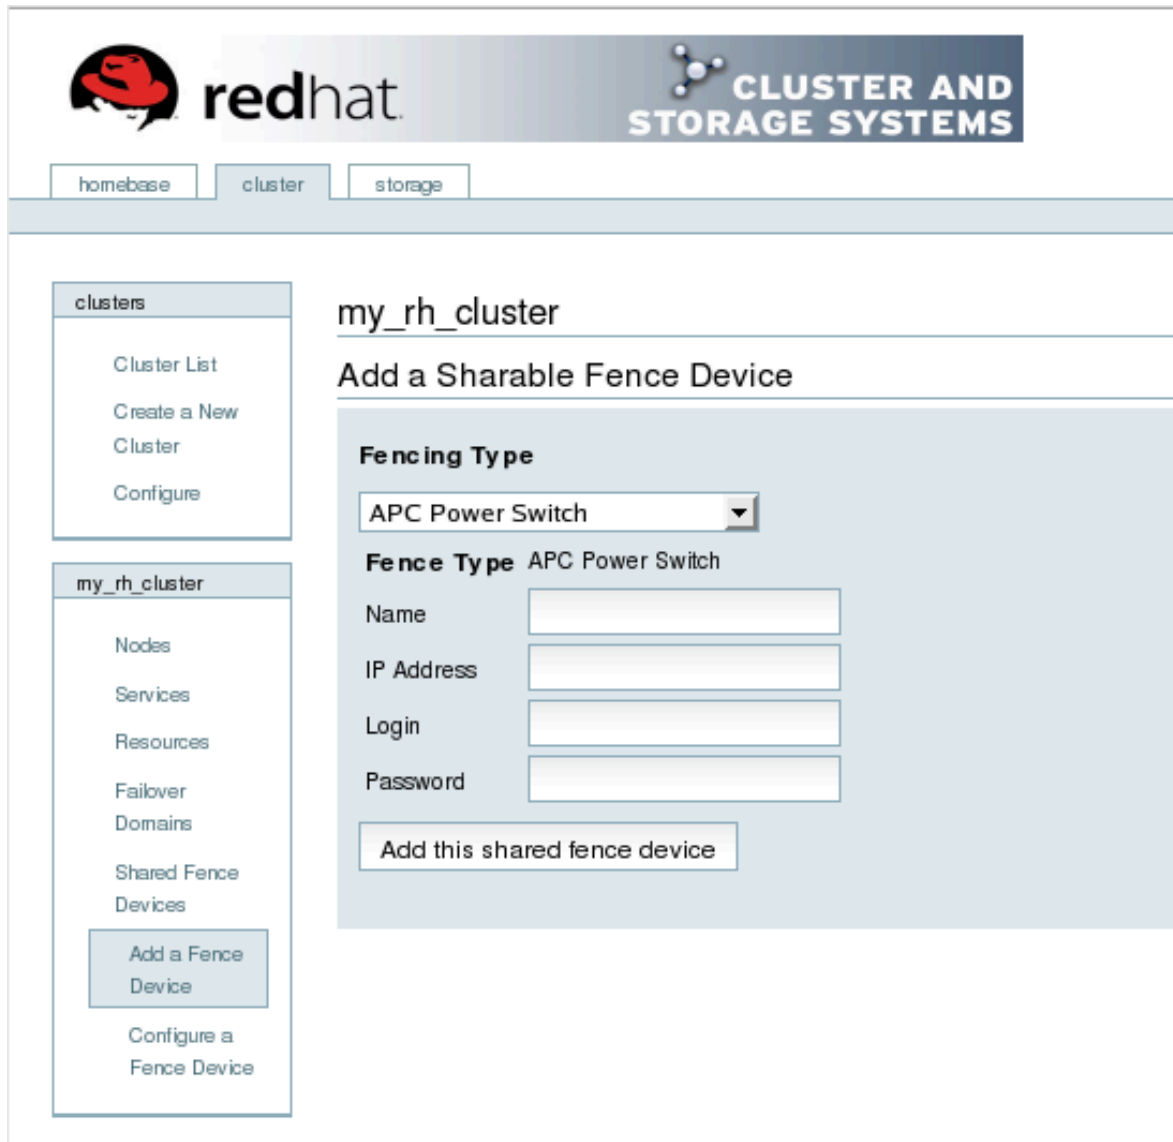 redhat.
CLUSTER AND
STORAGE SYSTEMS
homebase
cluster
storage
clusters
Cluster List
Create a New
Cluster
Configure
my_rh_cluster
Nodes
Services
Resources
Failover
Domains
Shared Fence
Devices
Add a Fence
Device
Configure a
Fence Device
my_rh_cluster
Add a Sharable Fence Device
Fencing Type
APC Power Switch
Fence Type APC Power Switch
Name
IP Address
Login
Password
Add this shared fence device